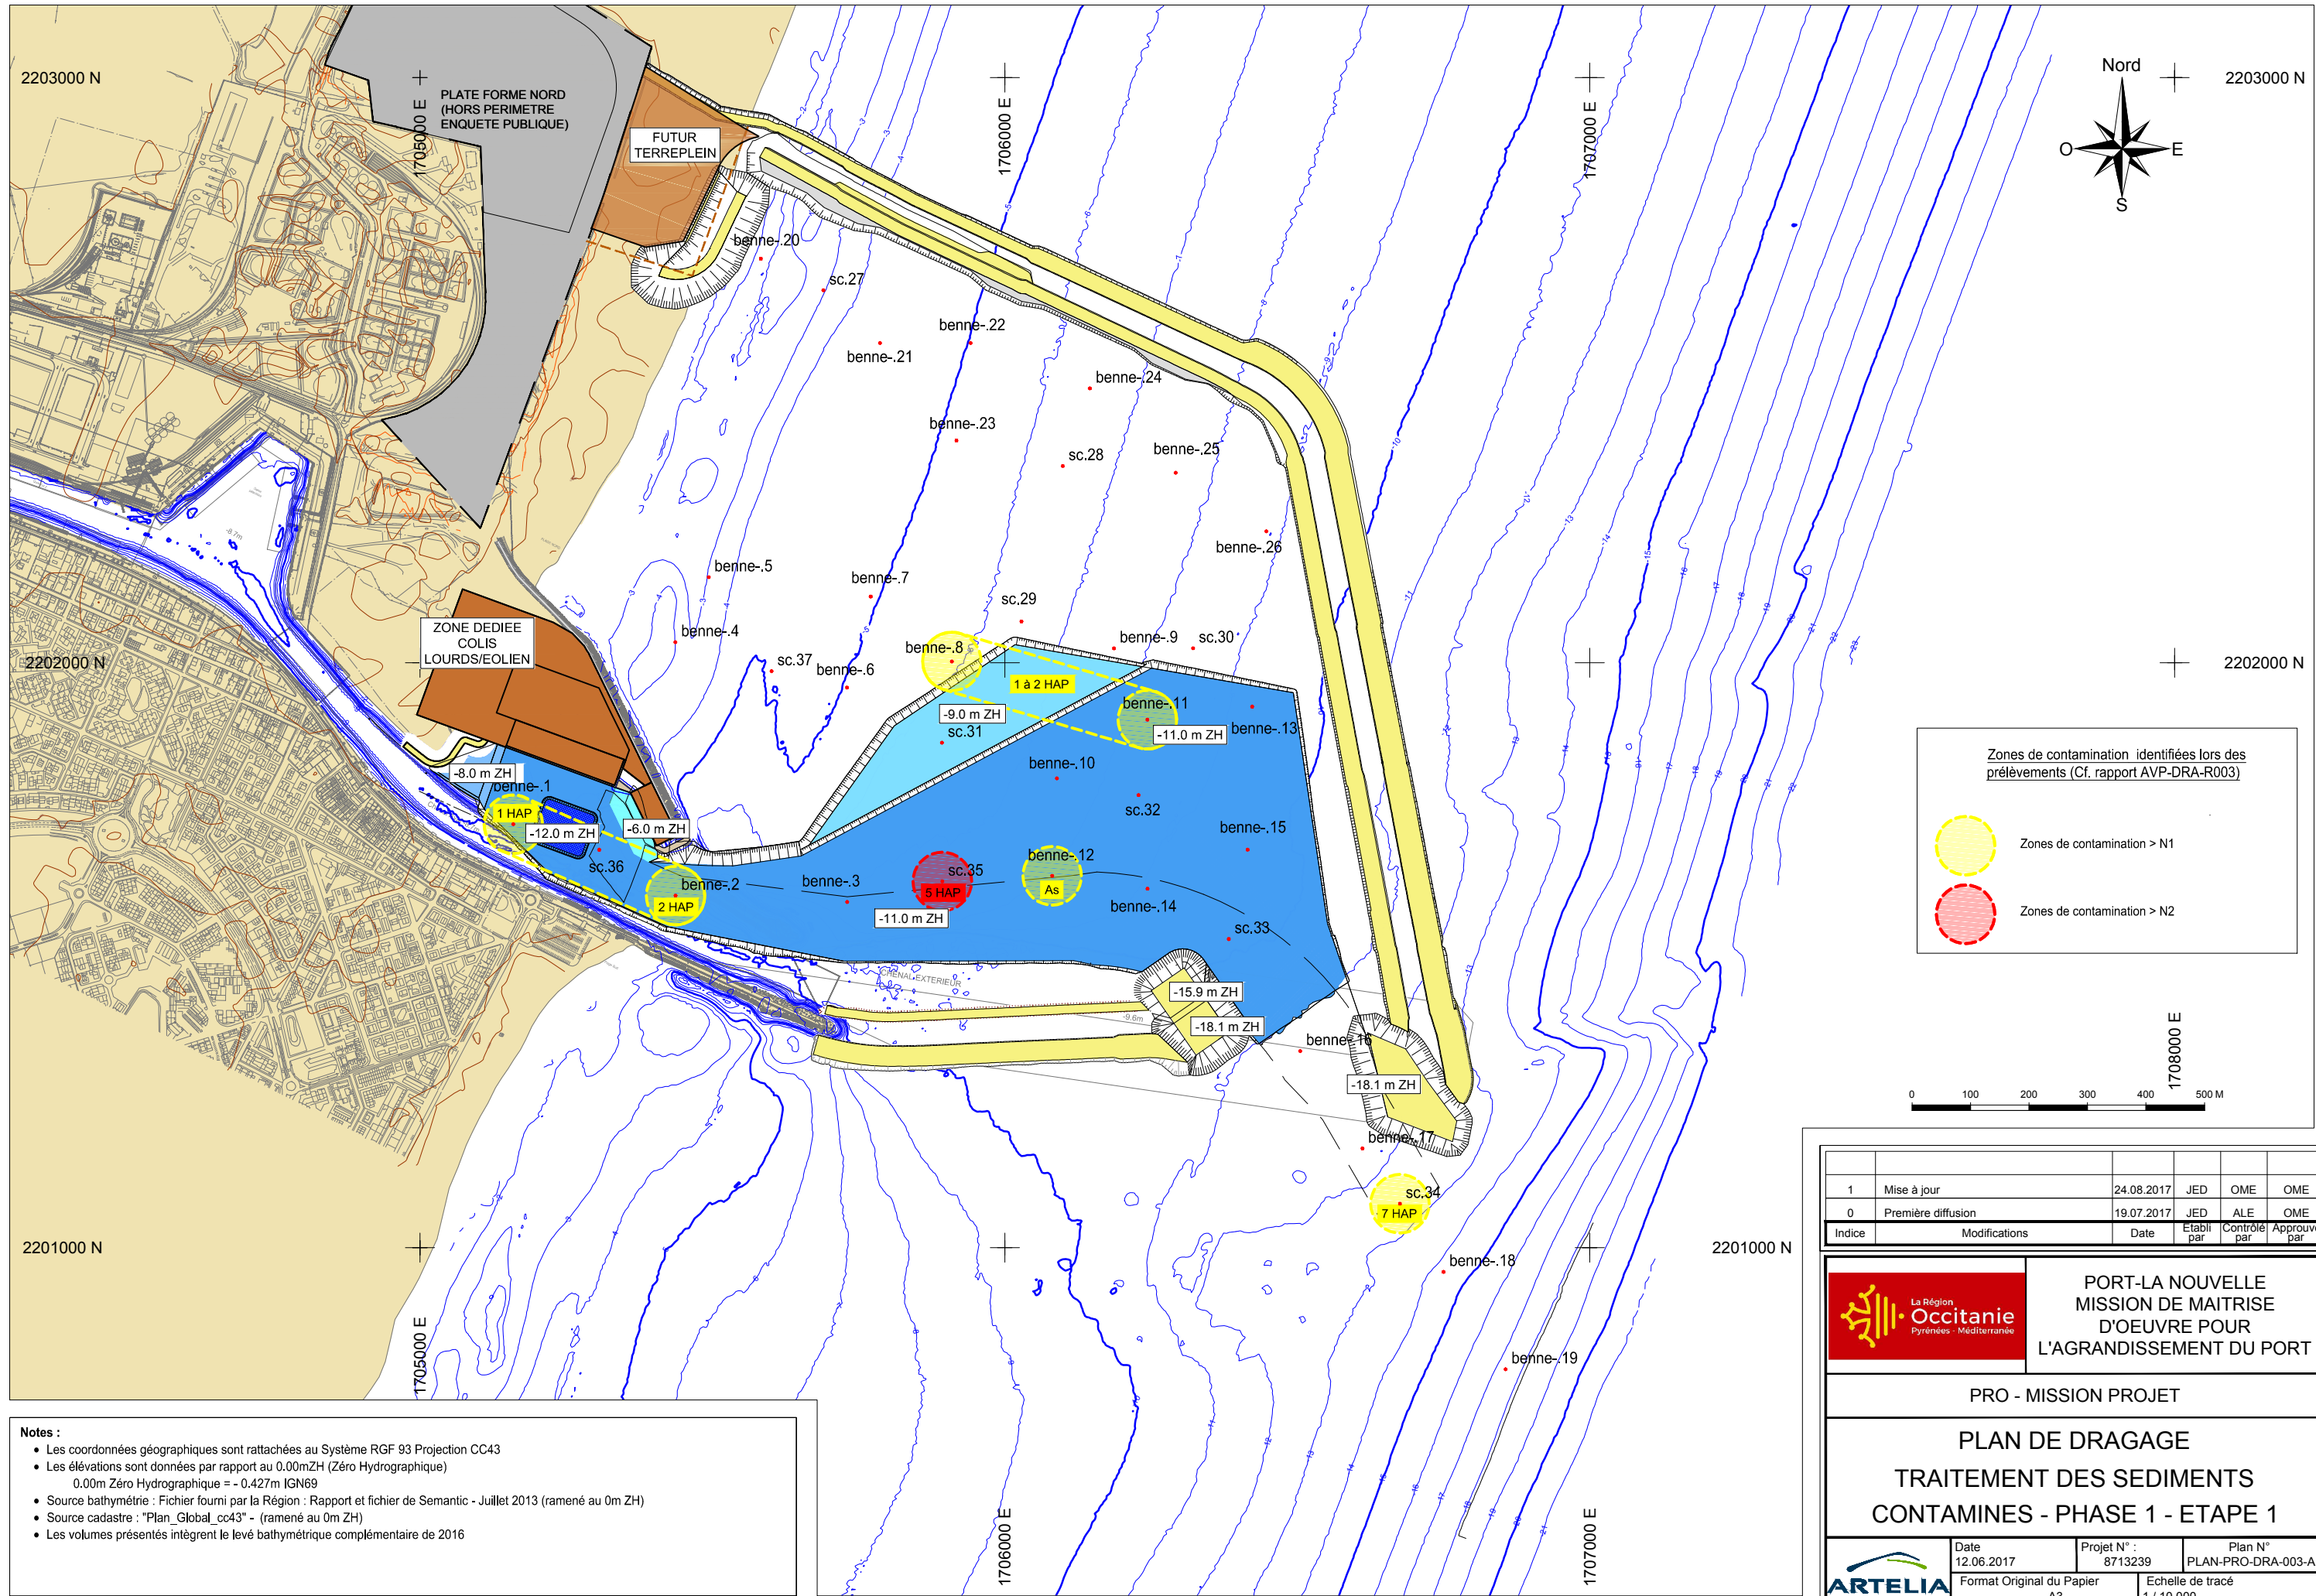 2203000 N
1705000 E
PLATE FORME NORD
(HORS PERIMETRE
ENQUETE PUBLIQUE)
FUTUR
TERREPLEIN
1706000 E
1707000 E
Nord
O
E
S
2203000 N
benne-.20
sc.27
benne-.22
benne-.21
benne-.24
benne-.23
sc.28
benne-.25
benne-.26
benne-.5
benne-.7
sc.29
benne-.4
benne-.9
sc.30
benne-.8
ZONE DEDIEE
COLIS
LOURDS/EOLIEN
2202000 N
2202000 N
sc.37
benne-.6
1 à 2 HAP
-9.0 m ZH
sc.31
benne-.11
-11.0 m ZH
benne-.13
benne-.10
sc.32
-8.0 m ZH
benne-.1
1 HAP
-12.0 m ZH
-6.0 m ZH
sc.36
benne-.2
2 HAP
benne-.3
sc.35
5 HAP
-11.0 m ZH
benne-.12
As
benne-.15
benne-.14
sc.33
CHENAL EXTERIEUR
-9.6m
-8.7m
-15.9 m ZH
-18.1 m ZH
benne-.16
-18.1 m ZH
benne-.17
sc.34
7 HAP
benne-.18
benne-.19
Zones de contamination identifiées lors des
prélèvements (Cf. rapport AVP-DRA-R003)
Zones de contamination > N1
Zones de contamination > N2
1708000 E
0 100 200 300 400 500 M
2201000 N
2201000 N
1705000 E
1706000 E
1707000 E
Notes :
• Les coordonnées géographiques sont rattachées au Système RGF 93 Projection CC43
• Les élévations sont données par rapport au 0.00mZH (Zéro Hydrographique)
0.00m Zéro Hydrographique = - 0.427m IGN69
• Source bathymétrie : Fichier fourni par la Région : Rapport et fichier de Semantic - Juillet 2013 (ramené au 0m ZH)
• Source cadastre : "Plan_Global_cc43" - (ramené au 0m ZH)
• Les volumes présentés intègrent le levé bathymétrique complémentaire de 2016
1 Mise à jour 24.08.2017 JED OME OME
0 Première diffusion 19.07.2017 JED ALE OME
Indice Modifications Date Etabli par Contrôlé par Approuvé par
La Région
Occitanie
Pyrénées - Méditerranée
PORT-LA NOUVELLE
MISSION DE MAITRISE
D'OEUVRE POUR
L'AGRANDISSEMENT DU PORT
PRO - MISSION PROJET
PLAN DE DRAGAGE
TRAITEMENT DES SEDIMENTS
CONTAMINES - PHASE 1 - ETAPE 1
ARTELIA
Date
12.06.2017
Projet N° :
8713239
Plan N°
PLAN-PRO-DRA-003-A
Format Original du Papier
A3
Echelle de tracé
1 / 10 000